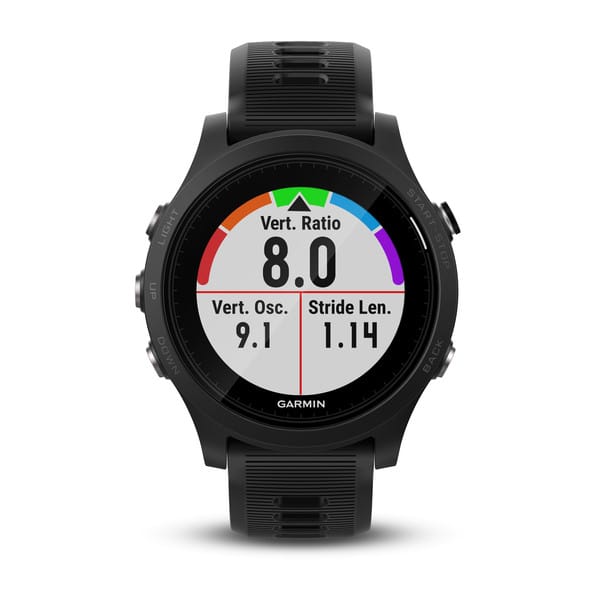 LIGHT
START·STOP
Vert. Ratio
8.0
UP
Vert. Osc.
Stride Len.
9.1
1.14
DOWN
BACK
GARMIN